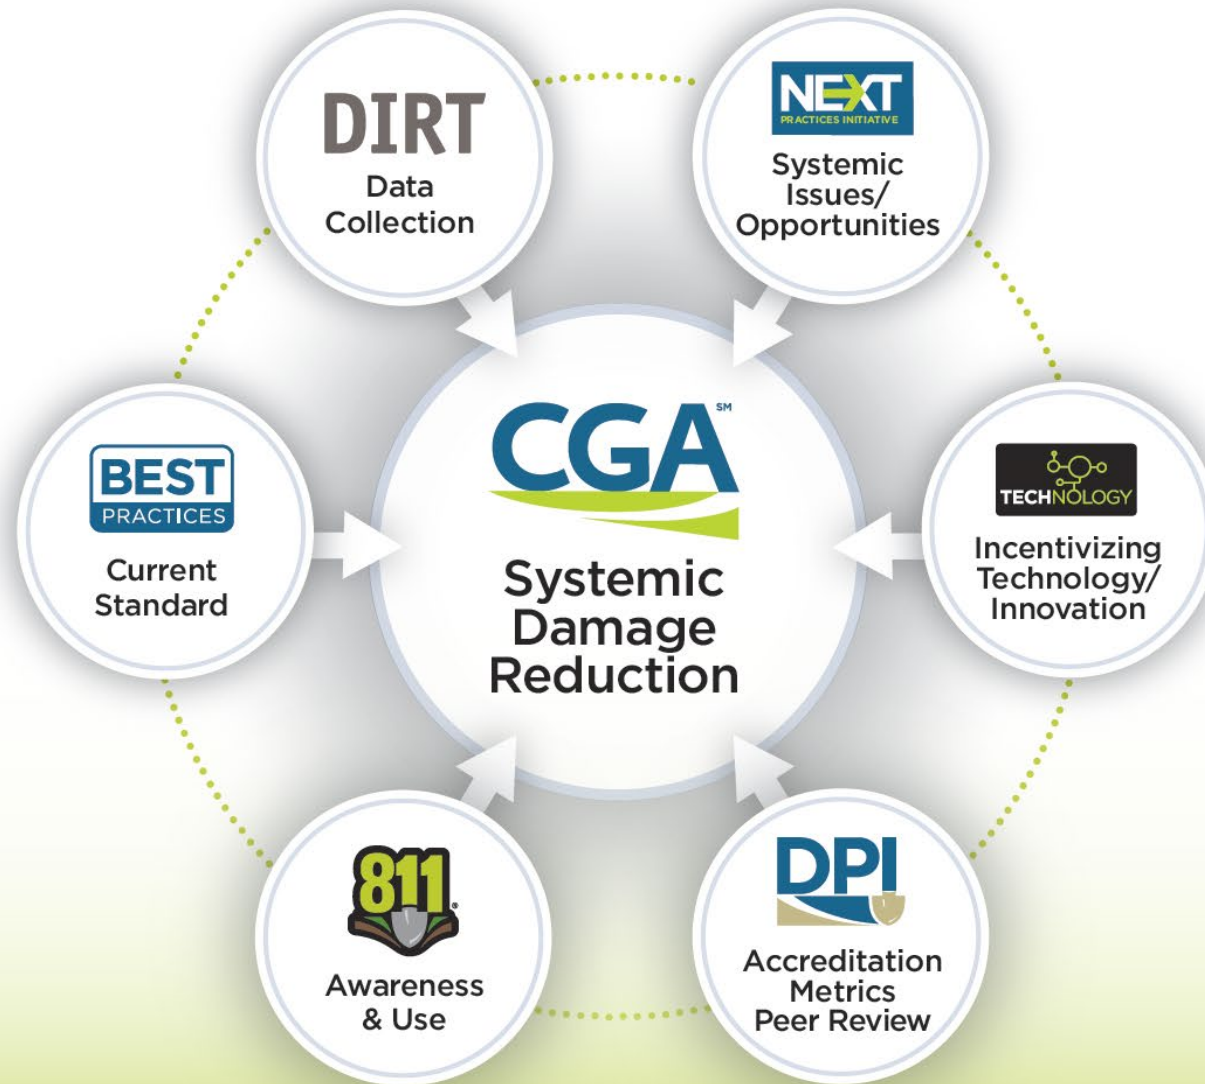 DIRT
Data
Collection
NEXT
PRACTICES INITIATIVE
Systemic
Issues/
Opportunities
BEST
PRACTICES
Current
Standard
CGA SM
Systemic
Damage
Reduction
TECHNOLOGY
Incentivizing
Technology/
Innovation
811®
Awareness
& Use
DPI
Accreditation
Metrics
Peer Review